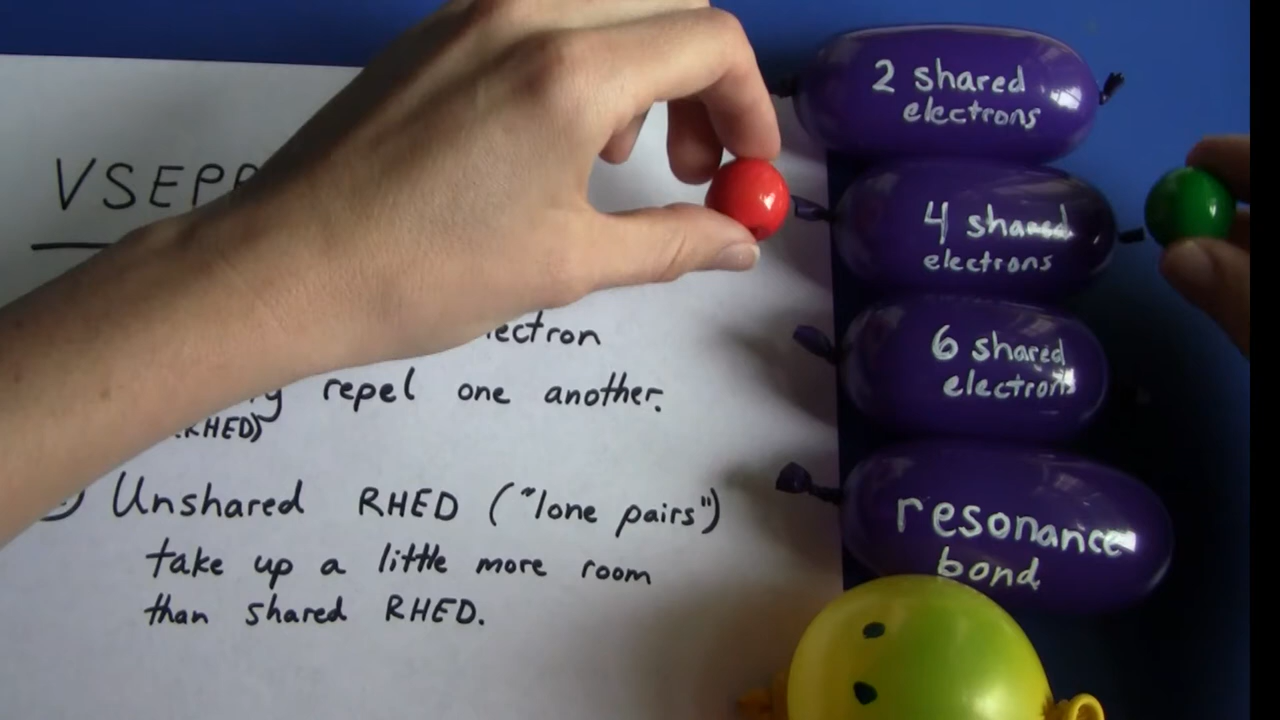 VSEPR
ectron
repel one another.
RHED)
Unshared RHED ("lone pairs")
take up a little more room
than shared RHED.
2 shared
electrons
4 shared
electrons
6 shared
electrons
resonance
bond